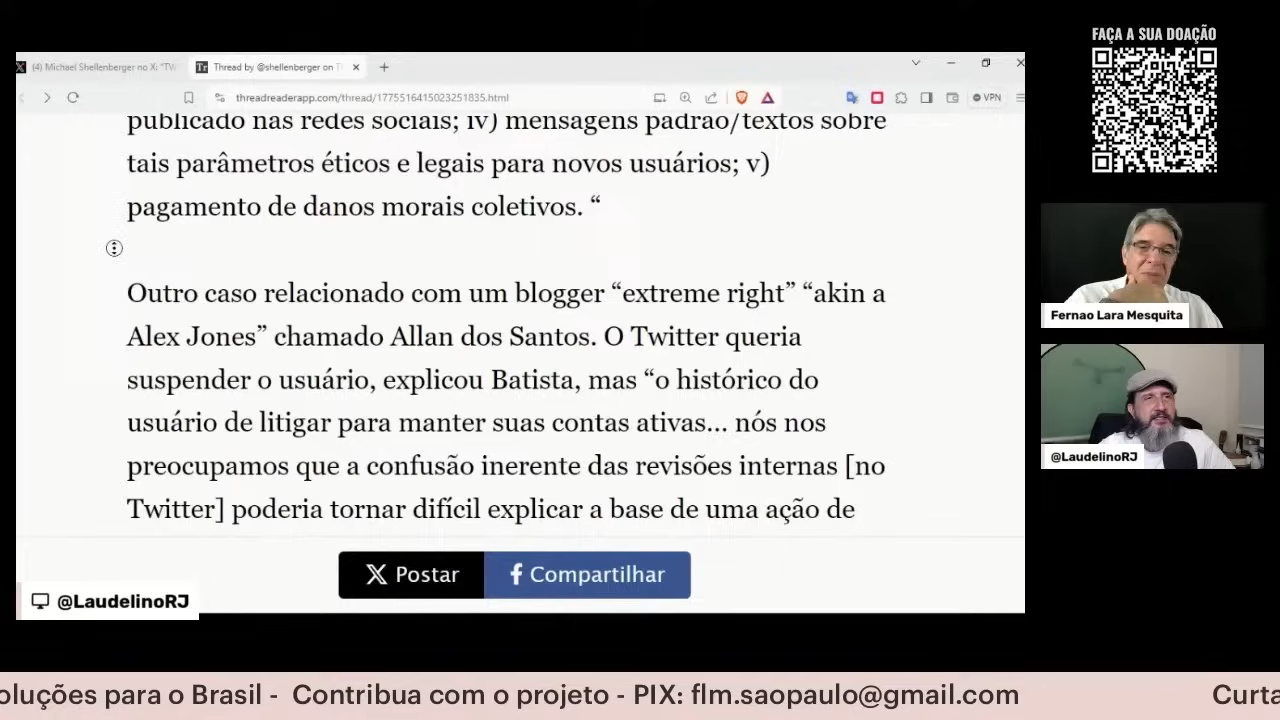 FAÇA A SUA DOAÇÃO
(4) Michael Shellenberger no X: "TW
Thread by @shellenberger on T
threadreaderapp.com/thread/1775516415023251835.html
VPN
publicado nas redes sociais; iv) mensagens padrão/textos sobre
tais parâmetros éticos e legais para novos usuários; v)
pagamento de danos morais coletivos. “
Outro caso relacionado com um blogger “extreme right” “akin a
Alex Jones” chamado Allan dos Santos. O Twitter queria
suspender o usuário, explicou Batista, mas “o histórico do
usuário de litigar para manter suas contas ativas... nós nos
preocupamos que a confusão inerente das revisões internas [no
Twitter] poderia tornar difícil explicar a base de uma ação de
Postar
Compartilhar
@LaudelinoRJ
Fernao Lara Mesquita
@LaudelinoRJ
oluções para o Brasil - Contribua com o projeto - PIX: flm.saopaulo@gmail.com
Curta